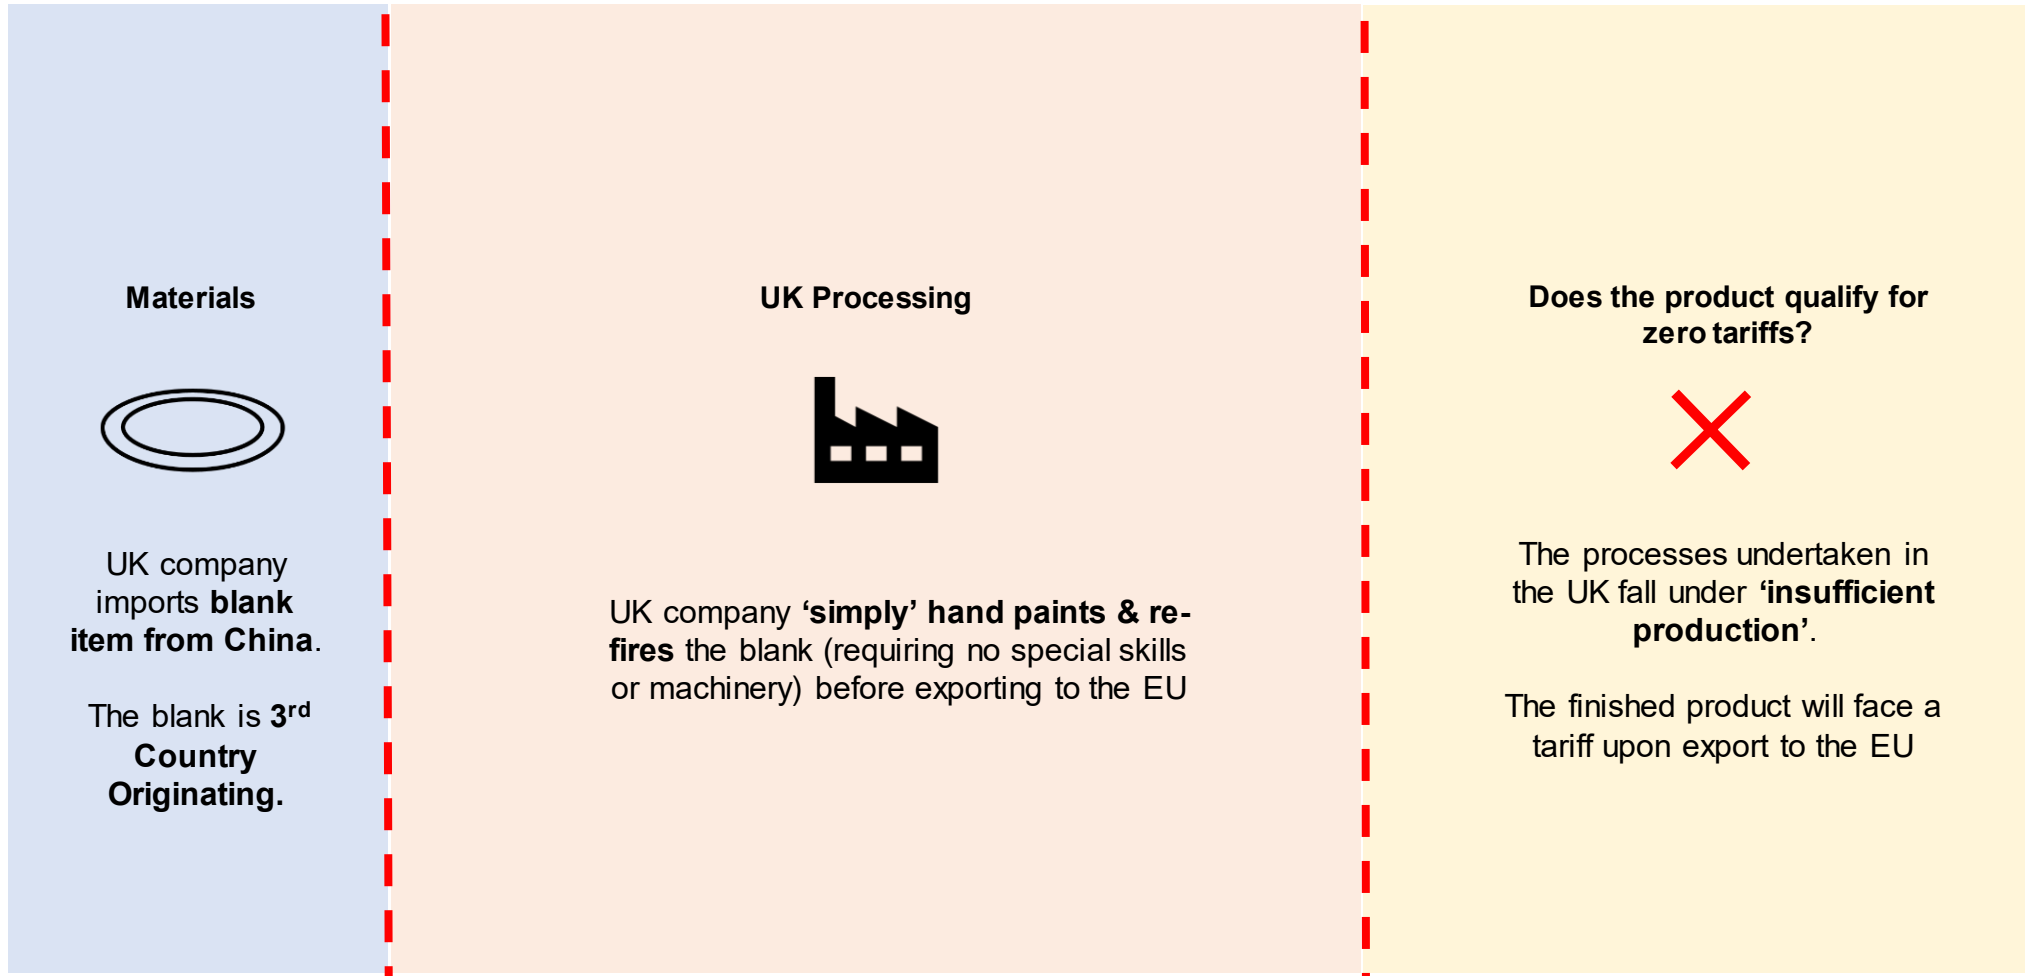 Materials
UK company
imports blank
item from China.
The blank is 3rd
Country
Originating.
UK Processing
UK company ‘simply’ hand paints & re-
fires the blank (requiring no special skills
or machinery) before exporting to the EU
Does the product qualify for
zero tariffs?
The processes undertaken in
the UK fall under ‘insufficient
production’.
The finished product will face a
tariff upon export to the EU